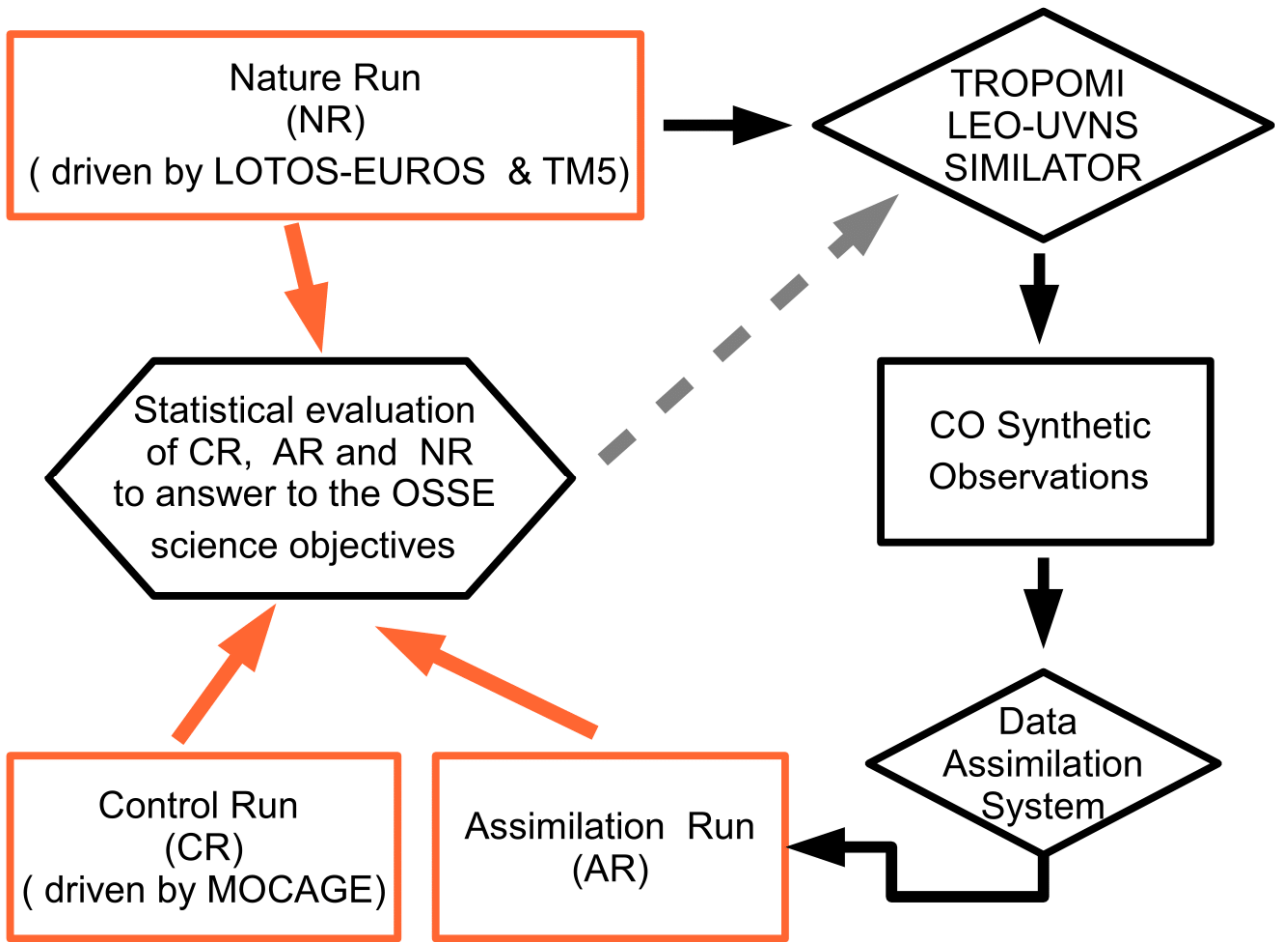 Nature Run
(NR)
( driven by LOTOS-EUROS & TM5)
TROPOMI
LEO-UVNS
SIMILATOR
Statistical evaluation
of CR, AR and NR
to answer to the OSSE
science objectives
CO Synthetic
Observations
Data
Assimilation
System
Control Run
(CR)
( driven by MOCAGE)
Assimilation Run
(AR)